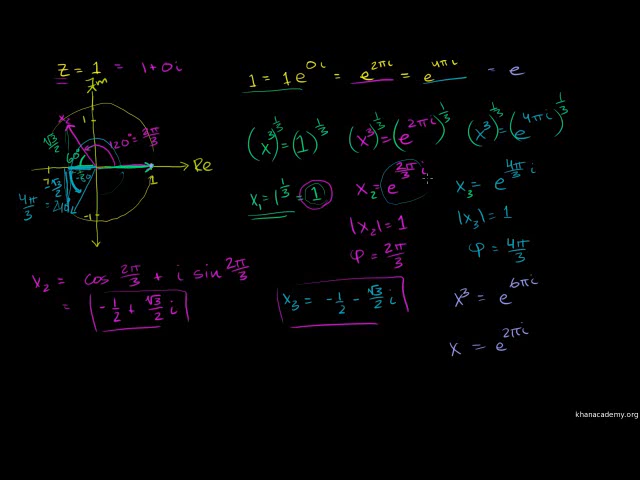 Z = 1 = 1+0i
Im
1
Re
1
-1
120° = 2π/3
60°
√3/2
4π/3 = 240
1 = 1e^{0i} = e^{2πi} = e^{4πi} = e
(x³)^{1/3} = (1)^{1/3}
x₁ = 1^{1/3} = 1
(x³)^{1/3} = (e^{2πi})^{1/3}
x₂ = e^{2π/3 i}
|x₂| = 1
φ = 2π/3
(x³)^{1/3} = (e^{4πi})^{1/3}
x₃ = e^{4π/3 i}
|x₃| = 1
φ = 4π/3
x³ = e^{6πi}
x = e^{2πi}
x₂ = cos 2π/3 + i sin 2π/3
= -1/2 + √3/2 i
x₃ = -1/2 - √3/2 i
khanacademy.org